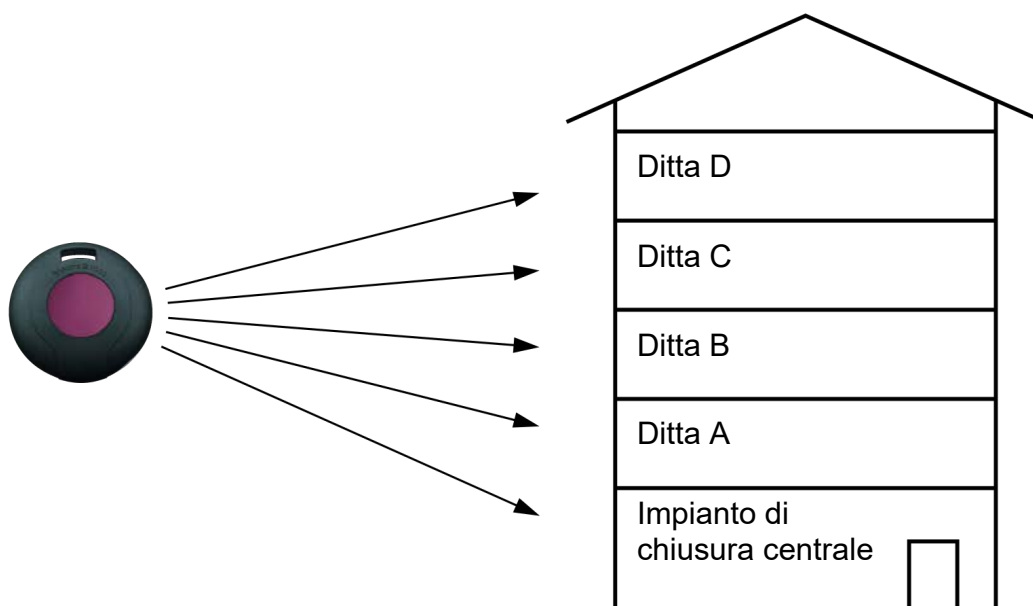 Ditta D
Ditta C
Ditta B
Ditta A
Impianto di
chiusura centrale